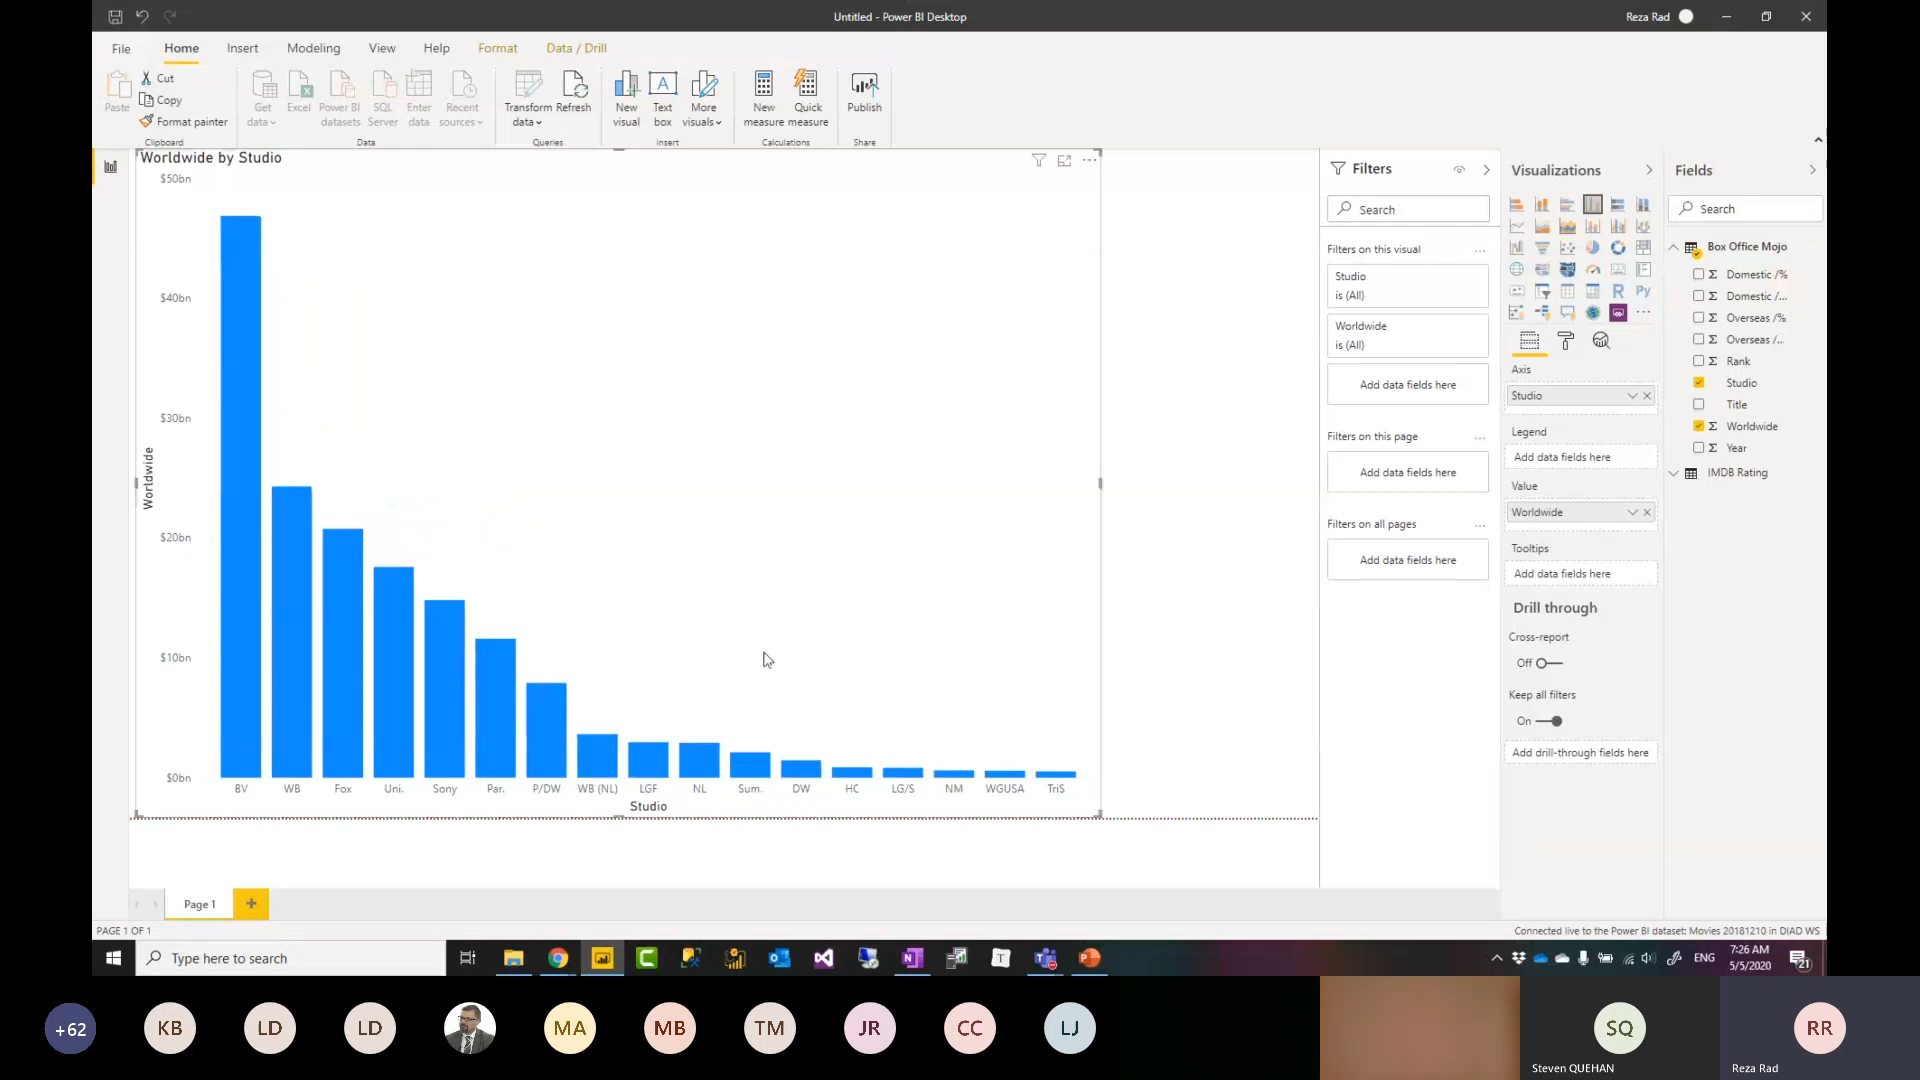 Untitled - Power BI Desktop
Reza Rad
File
Home
Insert
Modeling
View
Help
Format
Data / Drill
Paste
Cut
Copy
Format painter
Clipboard
Get data
Excel
Power BI datasets
SQL Server
Enter data
Recent sources
Data
Transform data
Refresh
Queries
New visual
Text box
More visuals
Insert
New measure
Quick measure
Calculations
Publish
Share
Worldwide by Studio
$50bn
$40bn
$30bn
$20bn
$10bn
$0bn
Worldwide
BV
WB
Fox
Uni.
Sony
Par.
P/DW
WB (NL)
LGF
NL
Sum.
DW
HC
LG/S
NM
WGUSA
TriS
Studio
Filters
Search
Filters on this visual
Studio
is (All)
Worldwide
is (All)
Add data fields here
Filters on this page
Add data fields here
Filters on all pages
Add data fields here
Visualizations
R
Py
Axis
Studio
Legend
Add data fields here
Value
Worldwide
Tooltips
Add data fields here
Drill through
Cross-report
Off
Keep all filters
On
Add drill-through fields here
Fields
Search
Box Office Mojo
Domestic /%
Domestic /...
Overseas /%
Overseas /...
Rank
Studio
Title
Worldwide
Year
IMDB Rating
Page 1
PAGE 1 OF 1
Connected live to the Power BI dataset: Movies 20181210 in DIAD WS
Type here to search
ENG
7:26 AM
5/5/2020
21
+62
KB
LD
LD
MA
MB
TM
JR
CC
LJ
SQ
Steven QUEHAN
RR
Reza Rad